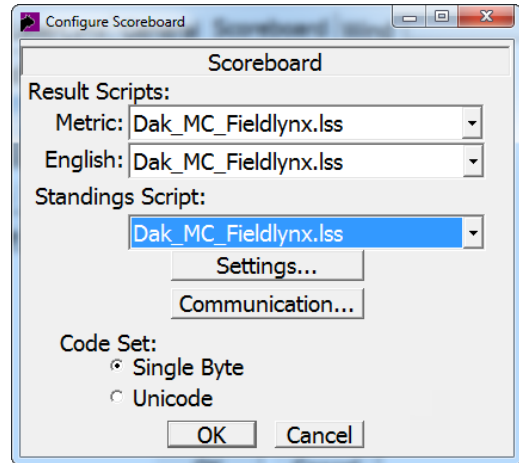 Configure Scoreboard
Scoreboard
Result Scripts:
Metric: Dak_MC_Fieldlynx.lss
English: Dak_MC_Fieldlynx.lss
Standings Script:
Dak_MC_Fieldlynx.lss
Settings...
Communication...
Code Set:
Single Byte
Unicode
OK Cancel